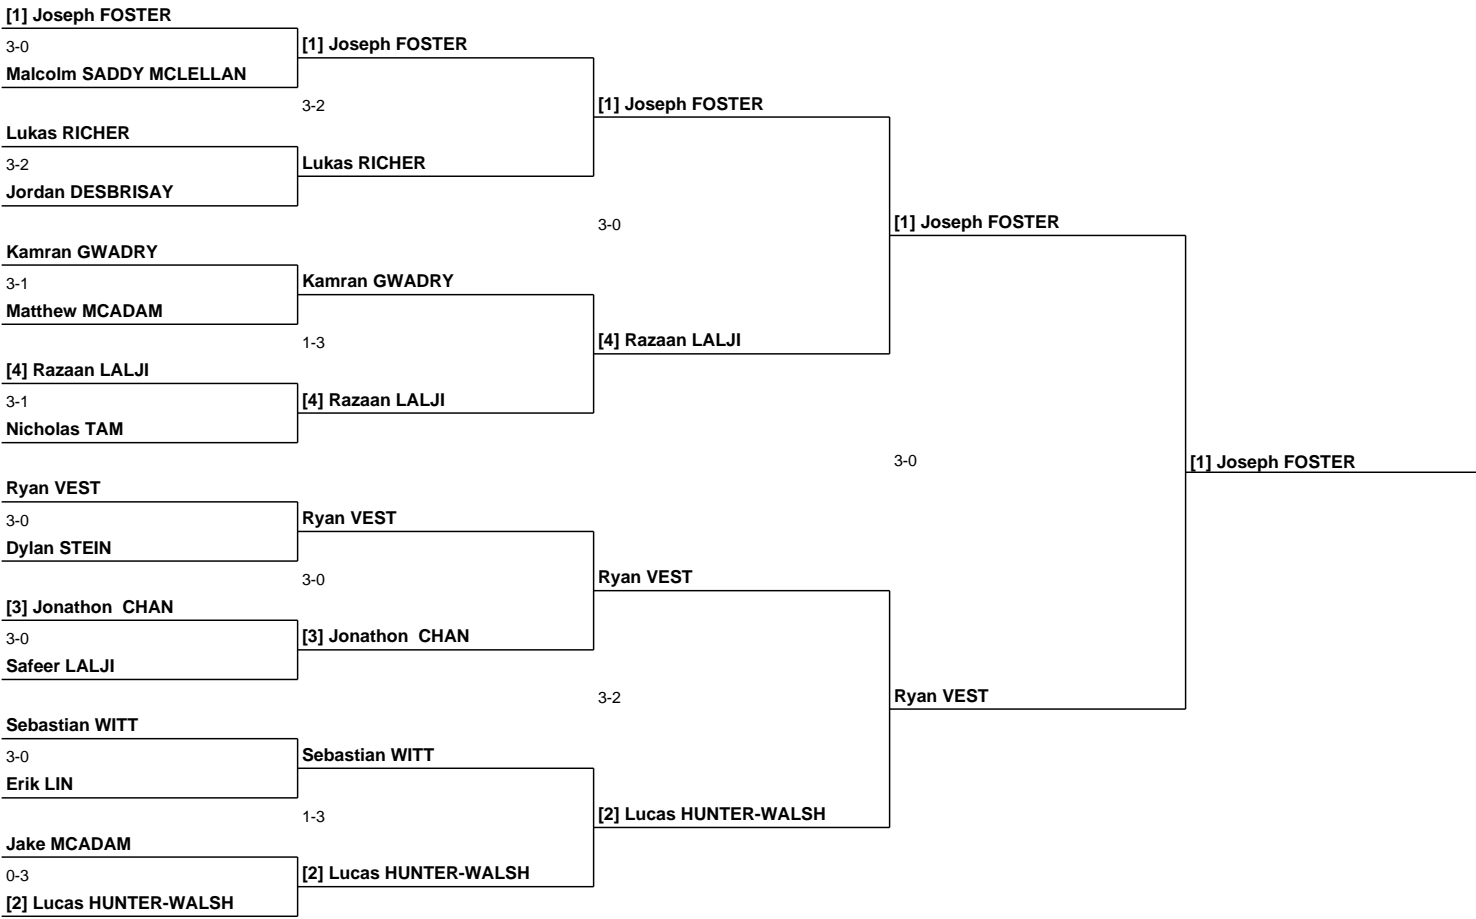 [1] Joseph FOSTER
3-0
Malcolm SADDY MCLELLAN
Lukas RICHER
3-2
Jordan DESBRISAY
Kamran GWADRY
3-1
Matthew MCADAM
[4] Razaan LALJI
3-1
Nicholas TAM
Ryan VEST
3-0
Dylan STEIN
[3] Jonathon  CHAN
3-0
Safeer LALJI
Sebastian WITT
3-0
Erik LIN
Jake MCADAM
0-3
[2] Lucas HUNTER-WALSH
[1] Joseph FOSTER
3-2
Lukas RICHER
Kamran GWADRY
1-3
[4] Razaan LALJI
Ryan VEST
3-0
[3] Jonathon  CHAN
Sebastian WITT
1-3
[2] Lucas HUNTER-WALSH
[1] Joseph FOSTER
3-0
[4] Razaan LALJI
Ryan VEST
3-2
[2] Lucas HUNTER-WALSH
[1] Joseph FOSTER
3-0
Ryan VEST
[1] Joseph FOSTER